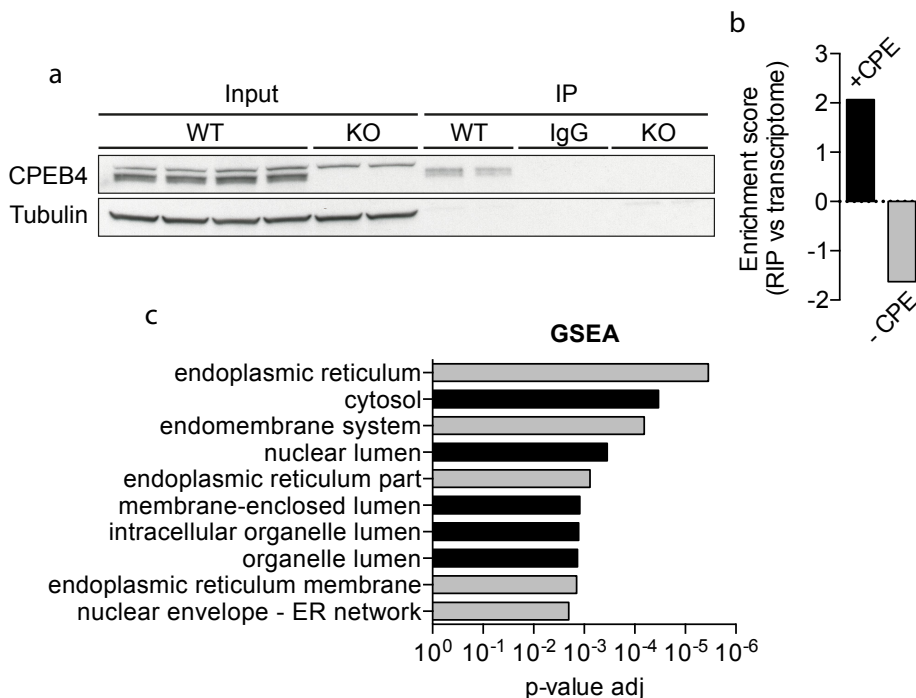 a
Input
IP
WT
KO
WT
IgG
KO
CPEB4
Tubulin
b
Enrichment score
(RIP vs transcriptome)
3
2
1
0
-1
-2
+CPE
- CPE
c
GSEA
endoplasmic reticulum
cytosol
endomembrane system
nuclear lumen
endoplasmic reticulum part
membrane-enclosed lumen
intracellular organelle lumen
organelle lumen
endoplasmic reticulum membrane
nuclear envelope - ER network
10⁰ 10⁻¹ 10⁻² 10⁻³ 10⁻⁴ 10⁻⁵ 10⁻⁶
p-value adj